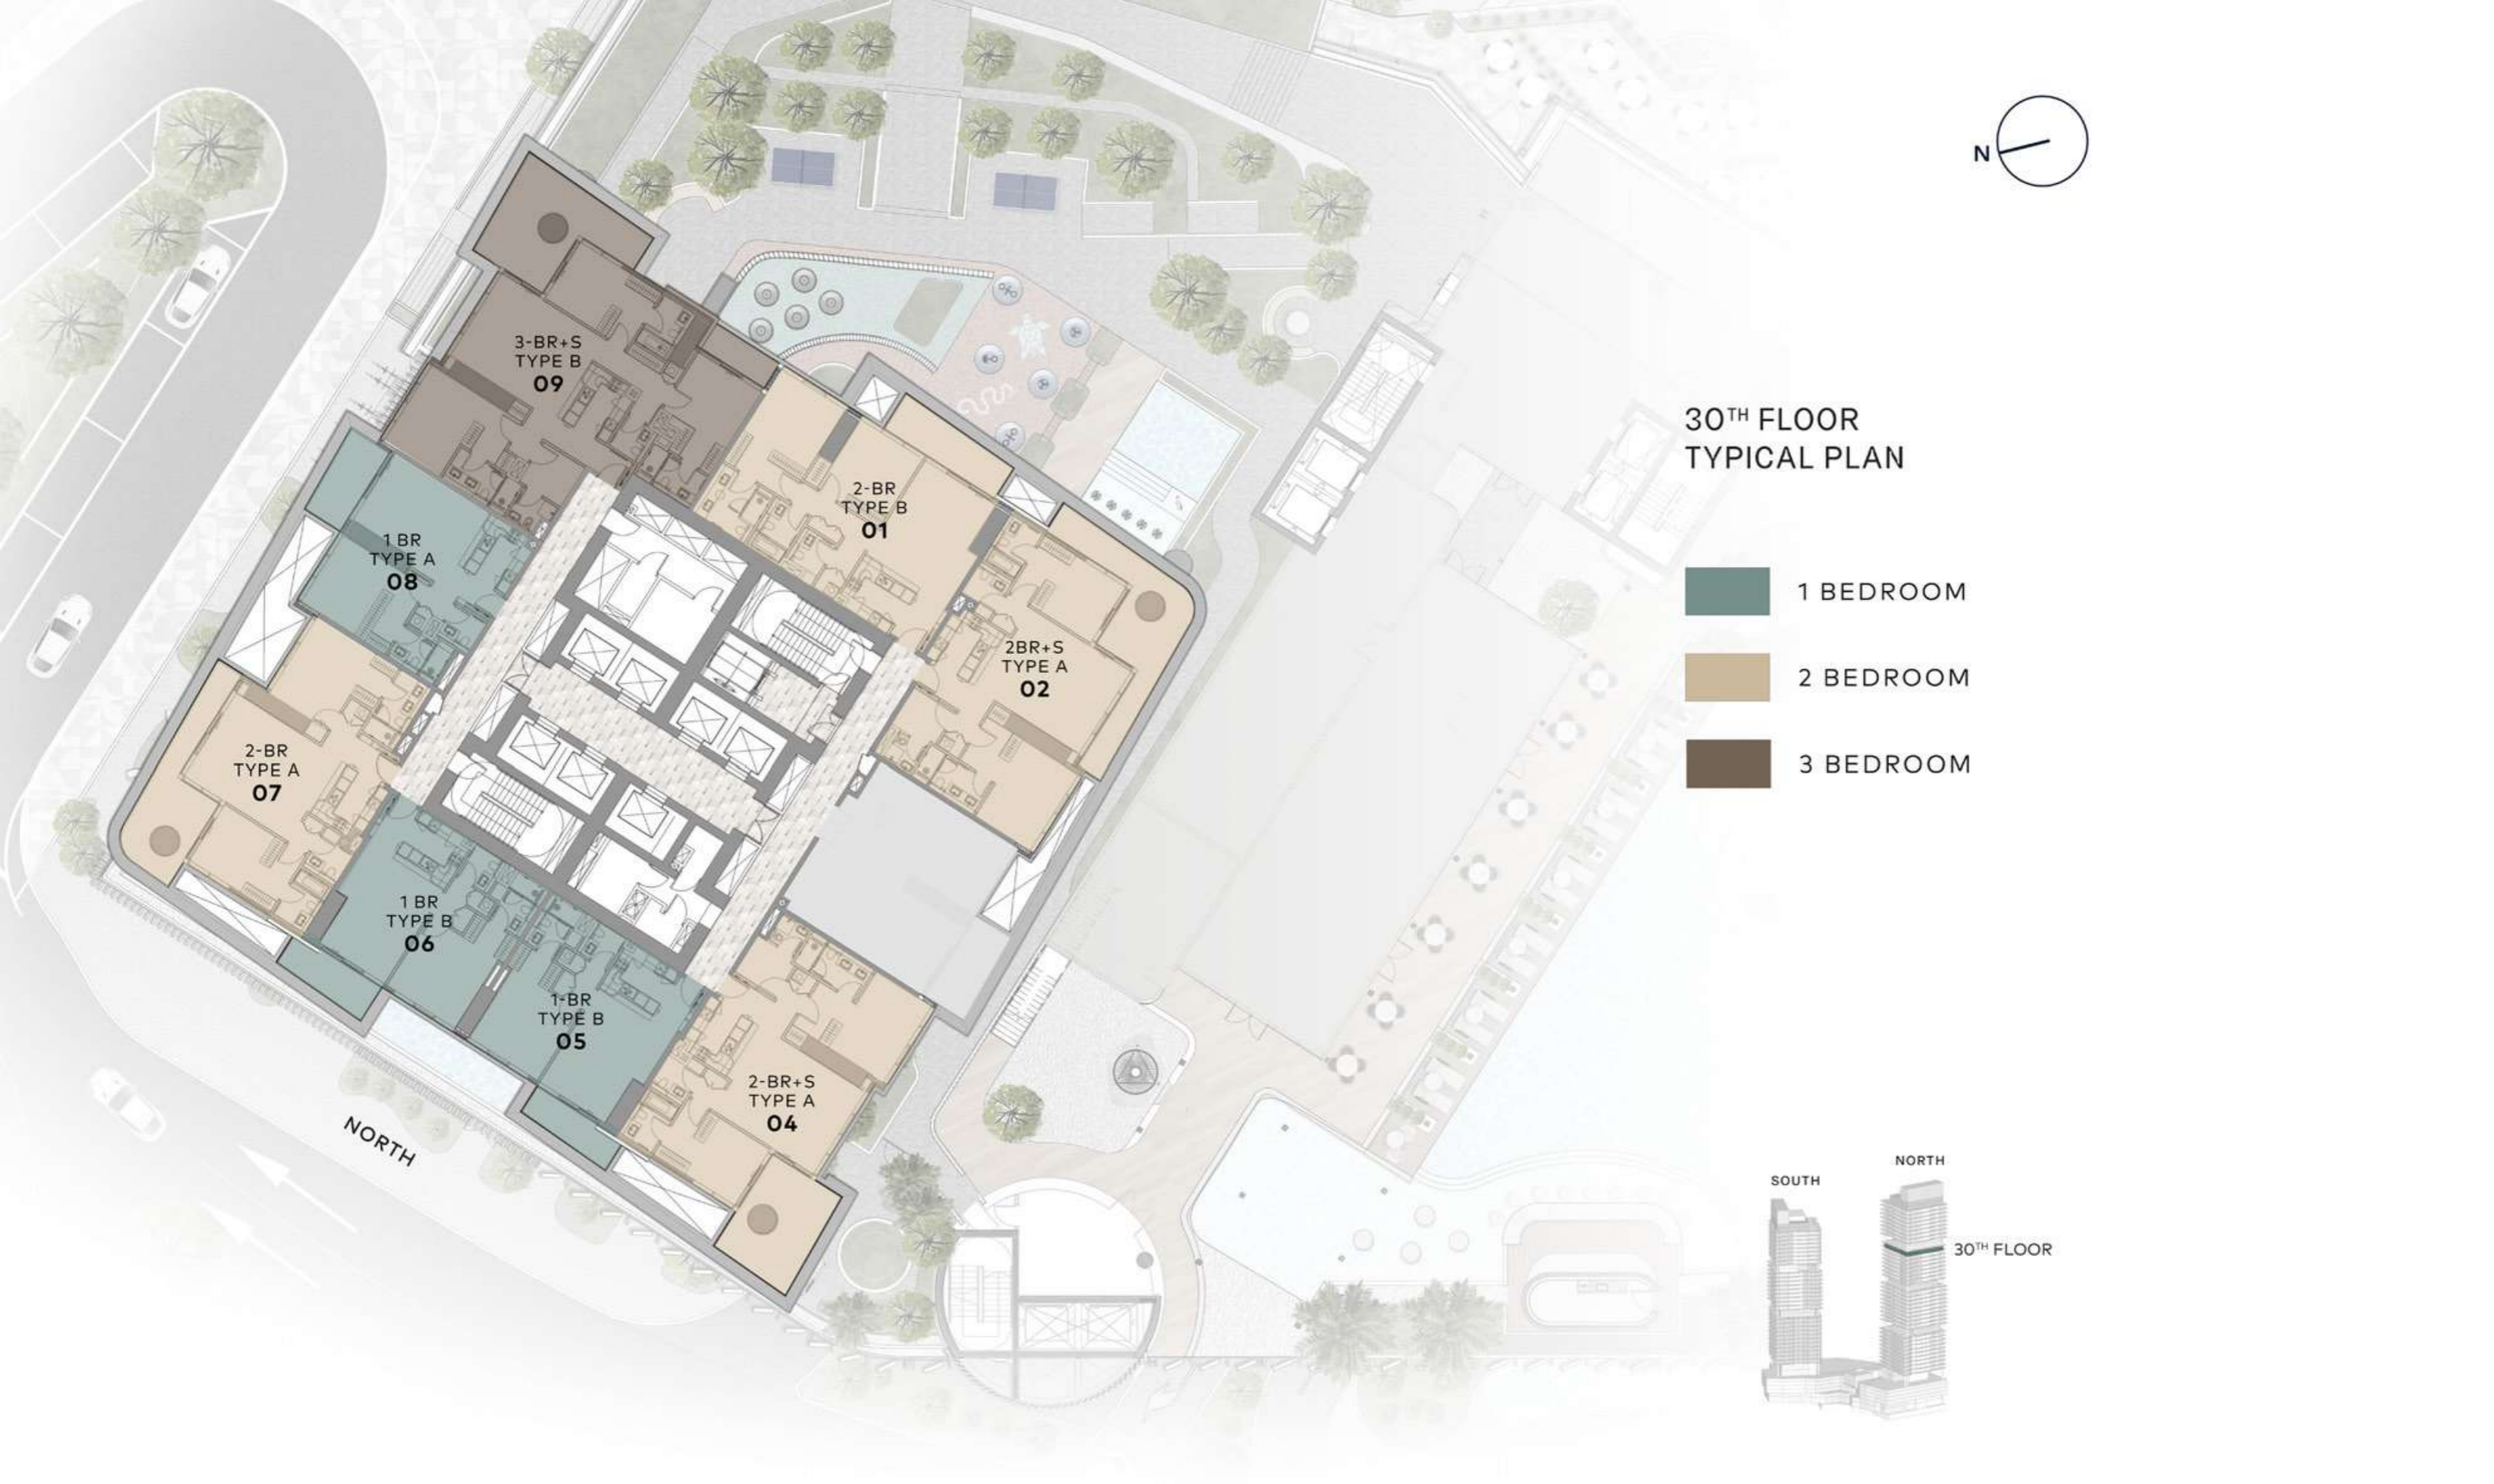 N
30TH FLOOR
TYPICAL PLAN
1 BEDROOM
2 BEDROOM
3 BEDROOM
3-BR+S
TYPE B
09
2-BR
TYPE B
01
1 BR
TYPE A
08
2BR+S
TYPE A
02
2-BR
TYPE A
07
1 BR
TYPE B
06
1-BR
TYPE B
05
2-BR+S
TYPE A
04
NORTH
SOUTH
NORTH
30TH FLOOR